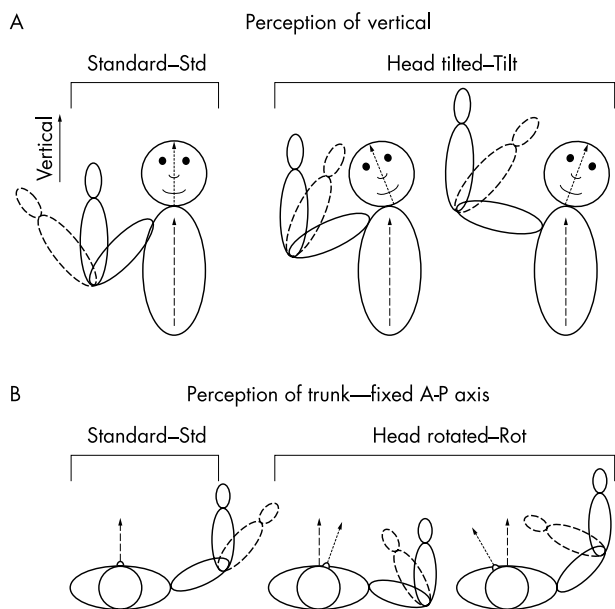 A
Perception of vertical
Standard–Std
Head tilted–Tilt
Vertical
B
Perception of trunk—fixed A-P axis
Standard–Std
Head rotated–Rot